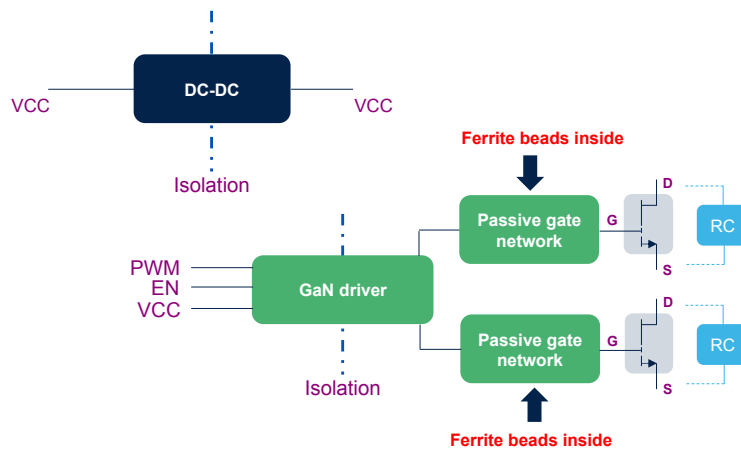 DC-DC
VCC
VCC
Isolation
Ferrite beads inside
D
Passive gate
network
G
RC
S
PWM
EN
VCC
GaN driver
D
Passive gate
network
G
RC
S
Isolation
Ferrite beads inside